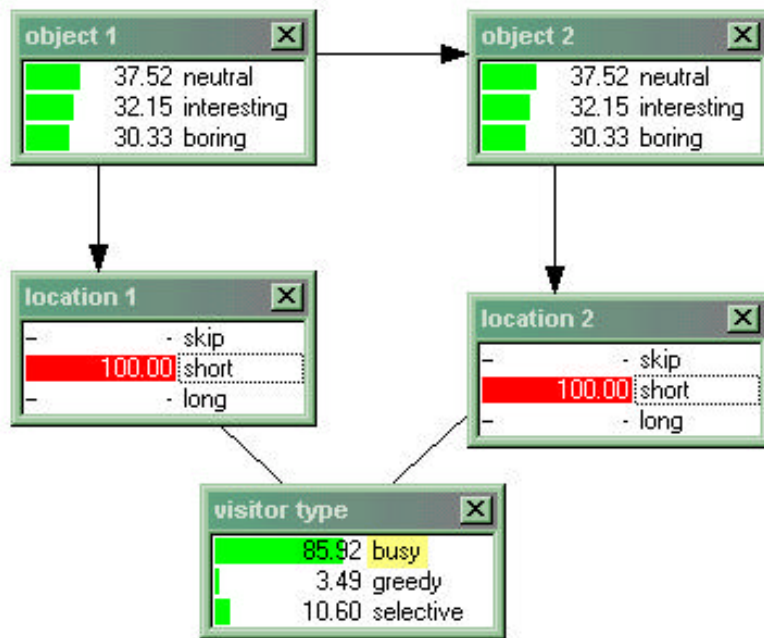 object 1
37.52 neutral
32.15 interesting
30.33 boring
object 2
37.52 neutral
32.15 interesting
30.33 boring
location 1
- - skip
100.00 short
- - long
location 2
- - skip
100.00 short
- - long
visitor type
85.92 busy
3.49 greedy
10.60 selective